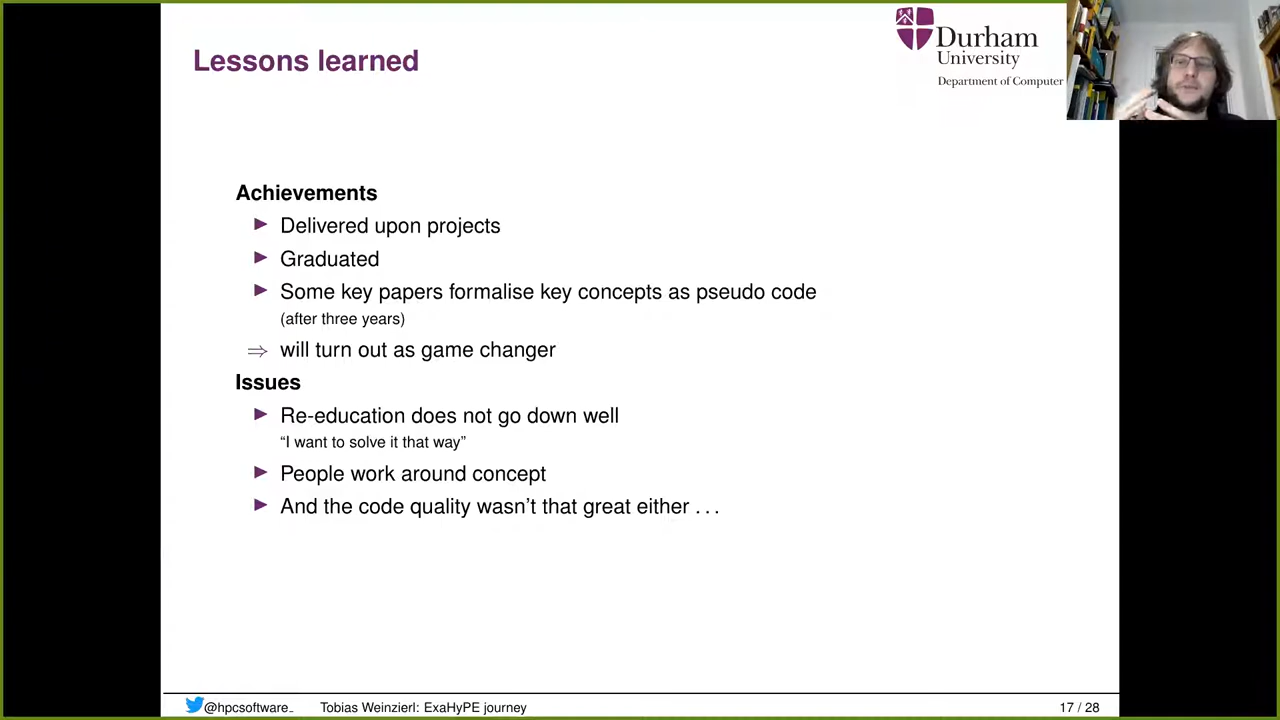 Lessons learned
Durham
University
Department of Computer
Achievements
▶ Delivered upon projects
▶ Graduated
▶ Some key papers formalise key concepts as pseudo code
(after three years)
⇒ will turn out as game changer
Issues
▶ Re-education does not go down well
“I want to solve it that way”
▶ People work around concept
▶ And the code quality wasn’t that great either . . .
@hpcsoftware_ Tobias Weinzierl: ExaHyPE journey 17 / 28